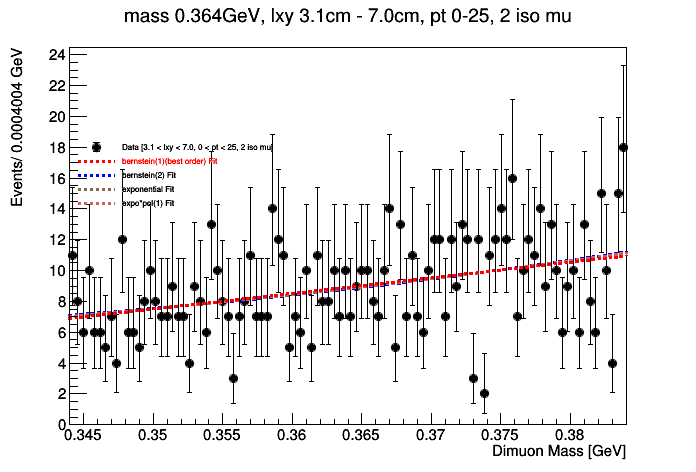 mass 0.364GeV, lxy 3.1cm - 7.0cm, pt 0-25, 2 iso mu
Events/ 0.0004004 GeV
24
22
20
18
16
14
12
10
8
6
4
2
0
Data [3.1 < lxy < 7.0, 0 < pt < 25, 2 iso mu]
bernstein(1)(best order) Fit
bernstein(2) Fit
exponential Fit
expo*pol(1) Fit
0.345 0.35 0.355 0.36 0.365 0.37 0.375 0.38
Dimuon Mass [GeV]